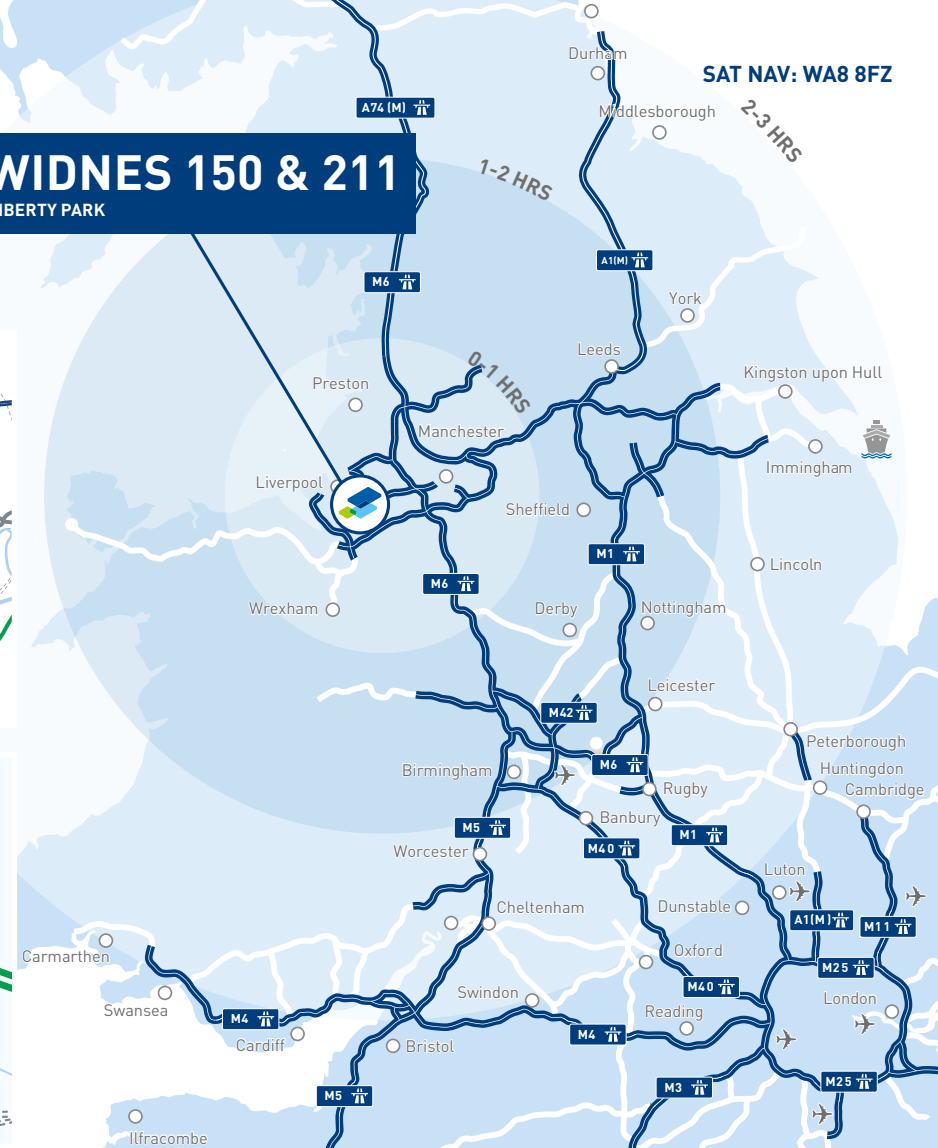 Durham
SAT NAV: WA8 8FZ
A74 (M)
Middlesborough
2-3 HRS
WIDNES 150 & 211
IBERTY PARK
1-2 HRS
A1(M)
M6
York
Leeds
0-1 HRS
Preston
Kingston upon Hull
Manchester
Immingham
Liverpool
Sheffield
M1
Lincoln
M6
Wrexham
Derby
Nottingham
Leicester
M42
Peterborough
M6
Birmingham
Huntingdon
Rugby
Cambridge
Banbury
M5
M1
M40
Worcester
Luton
Cheltenham
Dunstable
A1(M)
M11
Carmarthen
Oxford
M25
M40
Swindon
London
Swansea
Reading
M4
M4
Cardiff
Bristol
M25
M3
M5
Ilfracombe